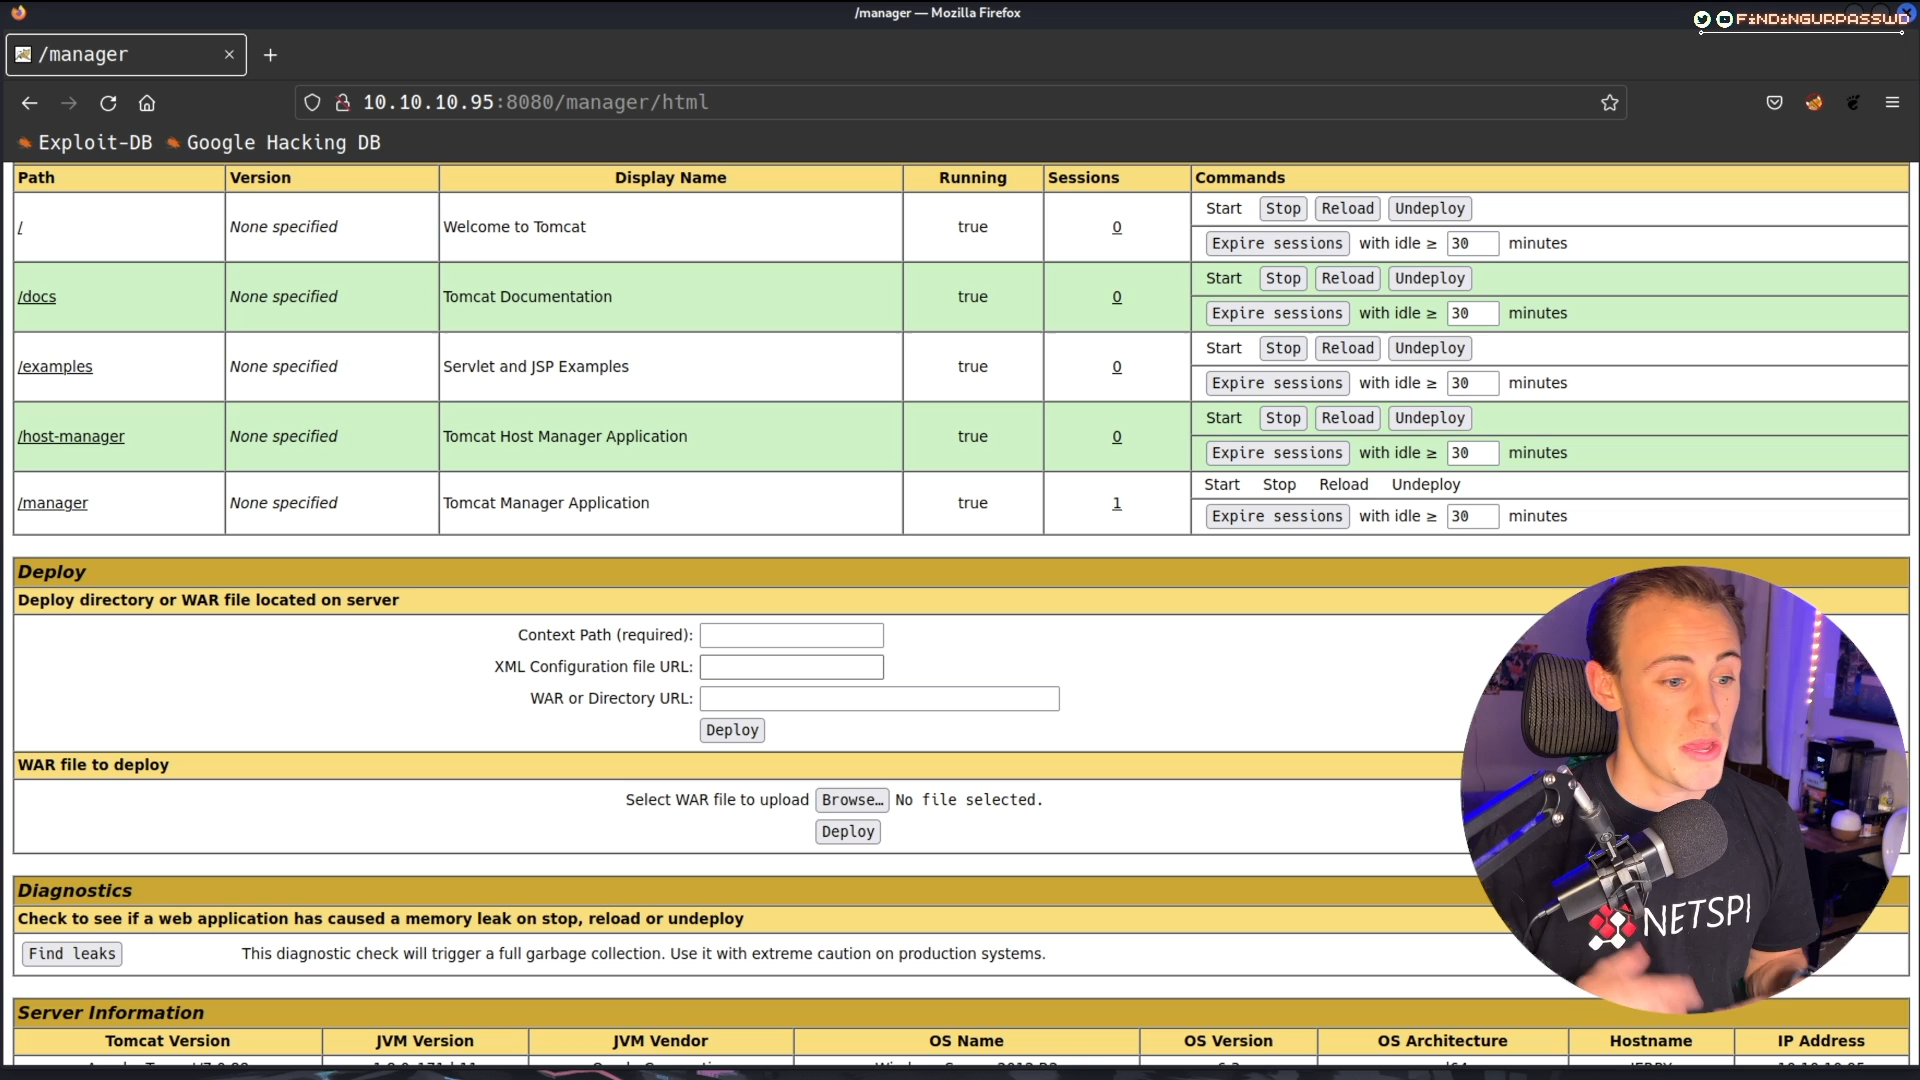 /manager — Mozilla Firefox
FiNDiNGURPASSWD
/manager
10.10.10.95:8080/manager/html
Exploit-DB Google Hacking DB
Path Version Display Name Running Sessions Commands
/ None specified Welcome to Tomcat true 0 Start Stop Reload Undeploy
Expire sessions with idle ≥ 30 minutes
/docs None specified Tomcat Documentation true 0 Start Stop Reload Undeploy
Expire sessions with idle ≥ 30 minutes
/examples None specified Servlet and JSP Examples true 0 Start Stop Reload Undeploy
Expire sessions with idle ≥ 30 minutes
/host-manager None specified Tomcat Host Manager Application true 0 Start Stop Reload Undeploy
Expire sessions with idle ≥ 30 minutes
/manager None specified Tomcat Manager Application true 1 Start Stop Reload Undeploy
Expire sessions with idle ≥ 30 minutes
Deploy
Deploy directory or WAR file located on server
Context Path (required):
XML Configuration file URL:
WAR or Directory URL:
Deploy
WAR file to deploy
Select WAR file to upload Browse… No file selected.
Deploy
NETSPI
Diagnostics
Check to see if a web application has caused a memory leak on stop, reload or undeploy
Find leaks This diagnostic check will trigger a full garbage collection. Use it with extreme caution on production systems.
Server Information
Tomcat Version JVM Version JVM Vendor OS Name OS Version OS Architecture Hostname IP Address